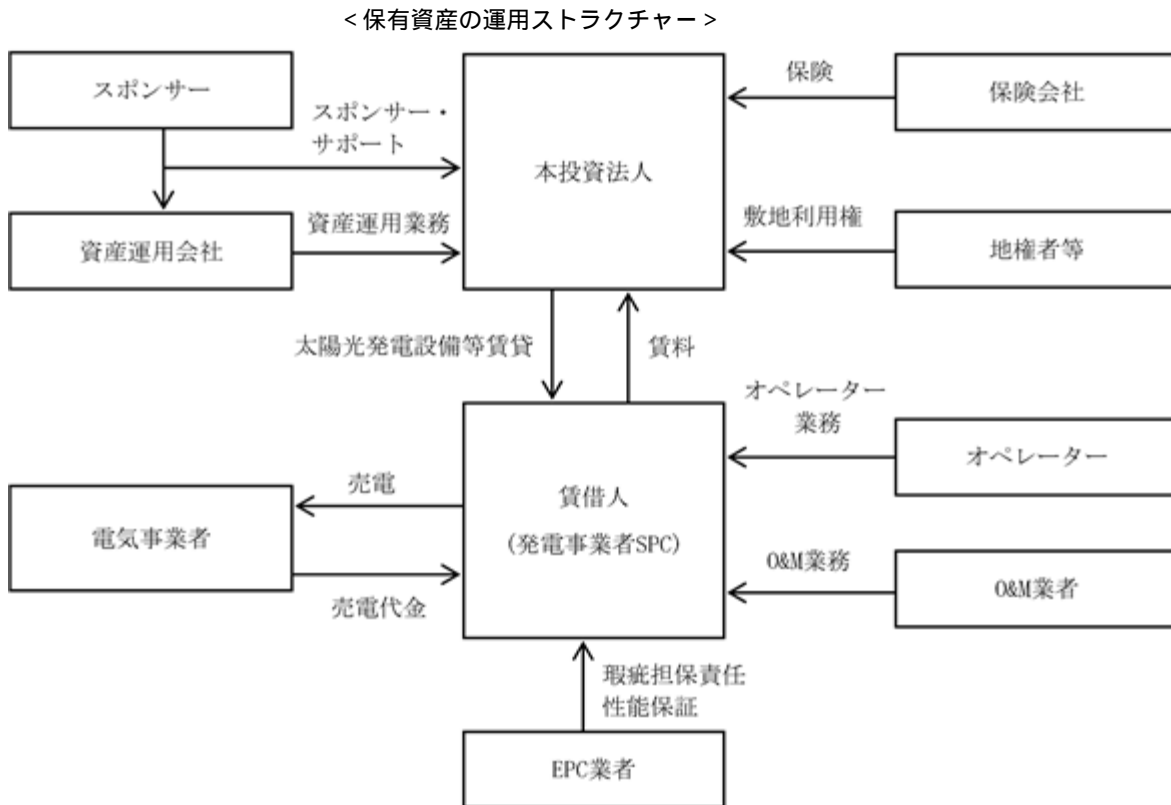 <保有資産の運用ストラクチャー>
スポンサー
スポンサー・
サポート
本投資法人
保険
保険会社
資産運用会社
資産運用業務
敷地利用権
地権者等
太陽光発電設備等賃貸
賃料
オペレーター
業務
オペレーター
電気事業者
売電
売電代金
賃借人
(発電事業者SPC)
O&M業務
O&M業者
瑕疵担保責任
性能保証
EPC業者